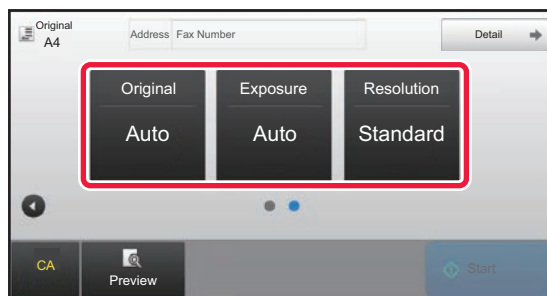 Original
A4
Address Fax Number
Detail
Original
Auto
Exposure
Auto
Resolution
Standard
CA
Preview
Start